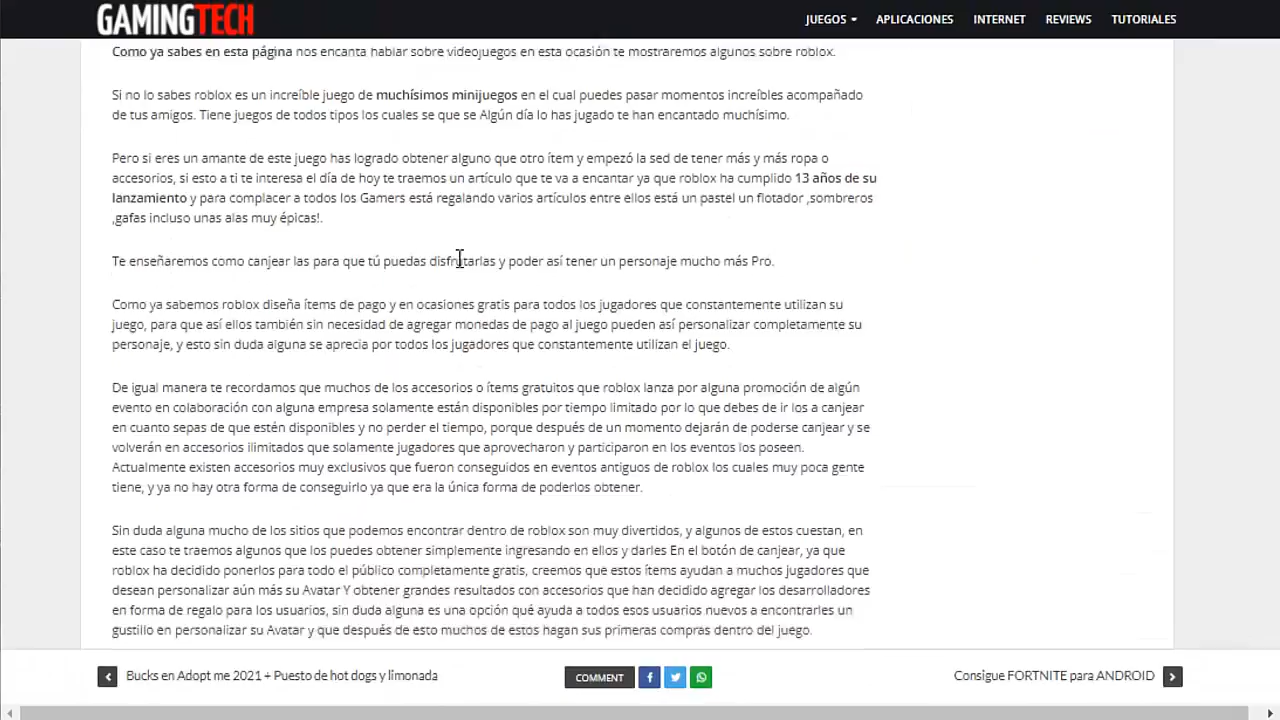 GAMINGTECH
JUEGOS
APLICACIONES
INTERNET
REVIEWS
TUTORIALES
Como ya sabes en esta página nos encanta hablar sobre videojuegos en esta ocasión te mostraremos algunos sobre roblox.
Si no lo sabes roblox es un increíble juego de muchísimos minijuegos en el cual puedes pasar momentos increíbles acompañado
de tus amigos. Tiene juegos de todos tipos los cuales se que se Algún día lo has jugado te han encantado muchísimo.
Pero si eres un amante de este juego has logrado obtener alguno que otro ítem y empezó la sed de tener más y más ropa o
accesorios, si esto a ti te interesa el día de hoy te traemos un artículo que te va a encantar ya que roblox ha cumplido 13 años de su
lanzamiento y para complacer a todos los Gamers está regalando varios artículos entre ellos está un pastel un flotador ,sombreros
,gafas incluso unas alas muy épicas!.
Te enseñaremos como canjear las para que tú puedas disfrutarlas y poder así tener un personaje mucho más Pro.
Como ya sabemos roblox diseña ítems de pago y en ocasiones gratis para todos los jugadores que constantemente utilizan su
juego, para que así ellos también sin necesidad de agregar monedas de pago al juego pueden así personalizar completamente su
personaje, y esto sin duda alguna se aprecia por todos los jugadores que constantemente utilizan el juego.
De igual manera te recordamos que muchos de los accesorios o ítems gratuitos que roblox lanza por alguna promoción de algún
evento en colaboración con alguna empresa solamente están disponibles por tiempo limitado por lo que debes de ir los a canjear
en cuanto sepas de que estén disponibles y no perder el tiempo, porque después de un momento dejarán de poderse canjear y se
volverán en accesorios ilimitados que solamente jugadores que aprovecharon y participaron en los eventos los poseen.
Actualmente existen accesorios muy exclusivos que fueron conseguidos en eventos antiguos de roblox los cuales muy poca gente
tiene, y ya no hay otra forma de conseguirlo ya que era la única forma de poderlos obtener.
Sin duda alguna mucho de los sitios que podemos encontrar dentro de roblox son muy divertidos, y algunos de estos cuestan, en
este caso te traemos algunos que los puedes obtener simplemente ingresando en ellos y darles En el botón de canjear, ya que
roblox ha decidido ponerlos para todo el público completamente gratis, creemos que estos ítems ayudan a muchos jugadores que
desean personalizar aún más su Avatar Y obtener grandes resultados con accesorios que han decidido agregar los desarrolladores
en forma de regalo para los usuarios, sin duda alguna es una opción qué ayuda a todos esos usuarios nuevos a encontrarles un
gustillo en personalizar su Avatar y que después de esto muchos de estos hagan sus primeras compras dentro del juego.
Bucks en Adopt me 2021 + Puesto de hot dogs y limonada
COMMENT
Consigue FORTNITE para ANDROID